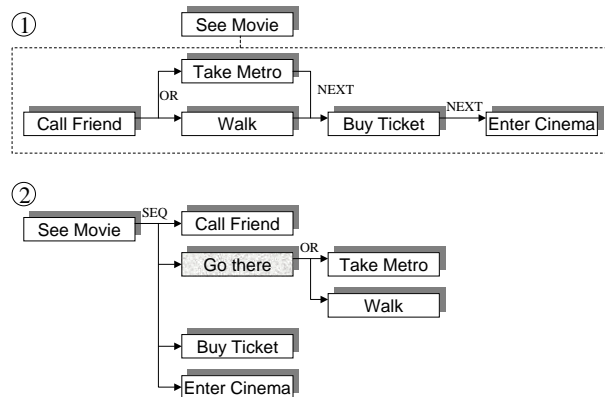 1
See Movie
Take Metro
OR
NEXT
NEXT
Call Friend
Walk
Buy Ticket
Enter Cinema
2
SEQ
See Movie
Call Friend
Go there
OR
Take Metro
Walk
Buy Ticket
Enter Cinema